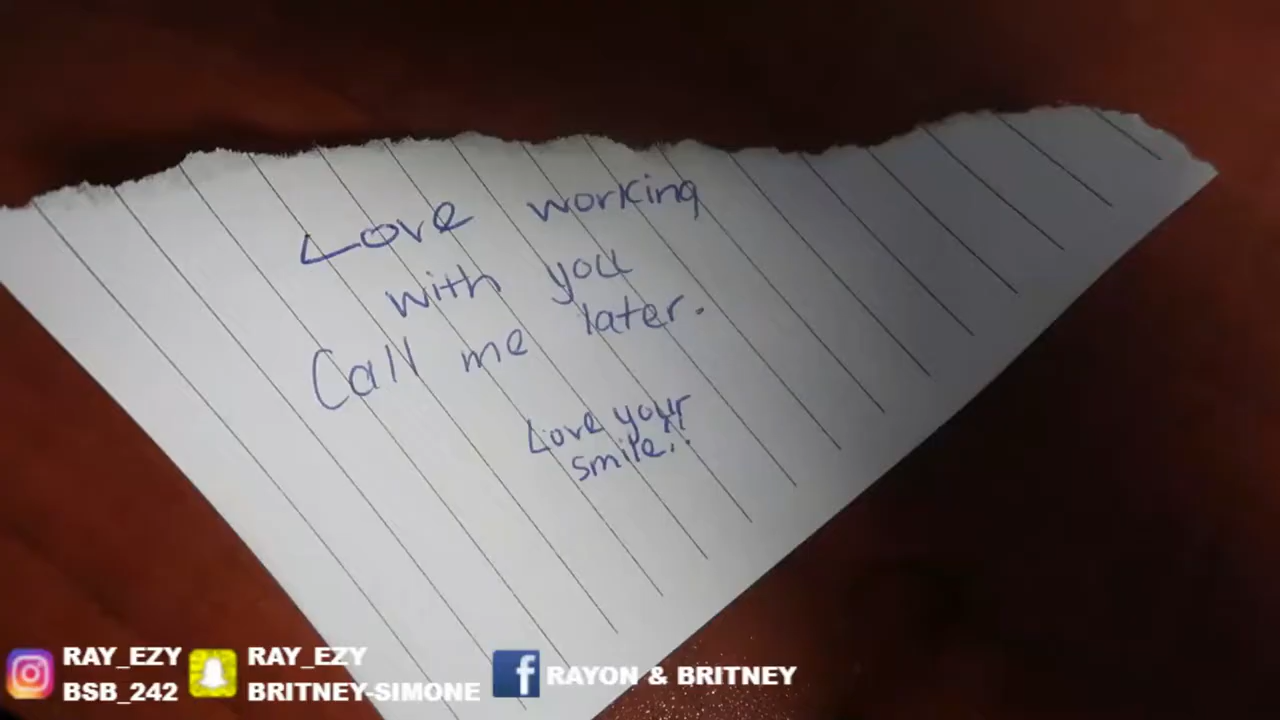 Love working
with you
Call me later.
Love your
smile..
RAY_EZY
BSB_242
RAY_EZY
BRITNEY-SIMONE
RAYON & BRITNEY